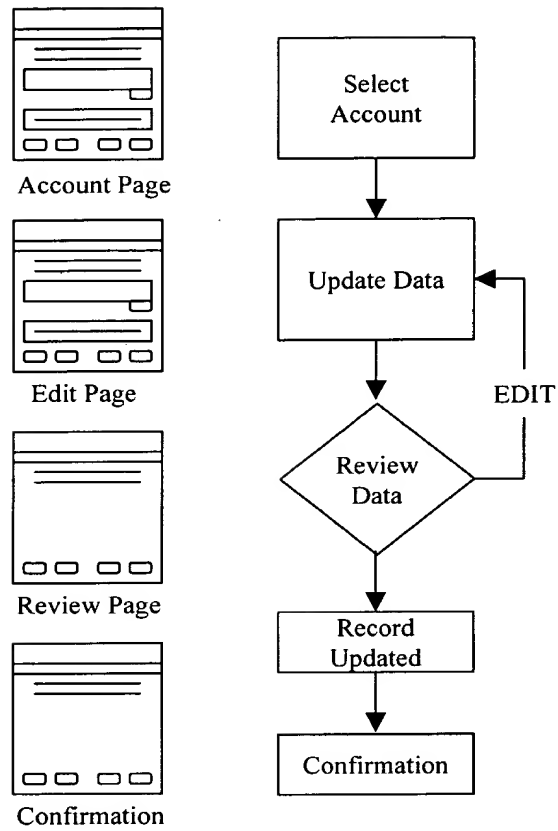 Account Page
Edit Page
Review Page
Confirmation
Select
Account
Update Data
EDIT
Review
Data
Record
Updated
Confirmation